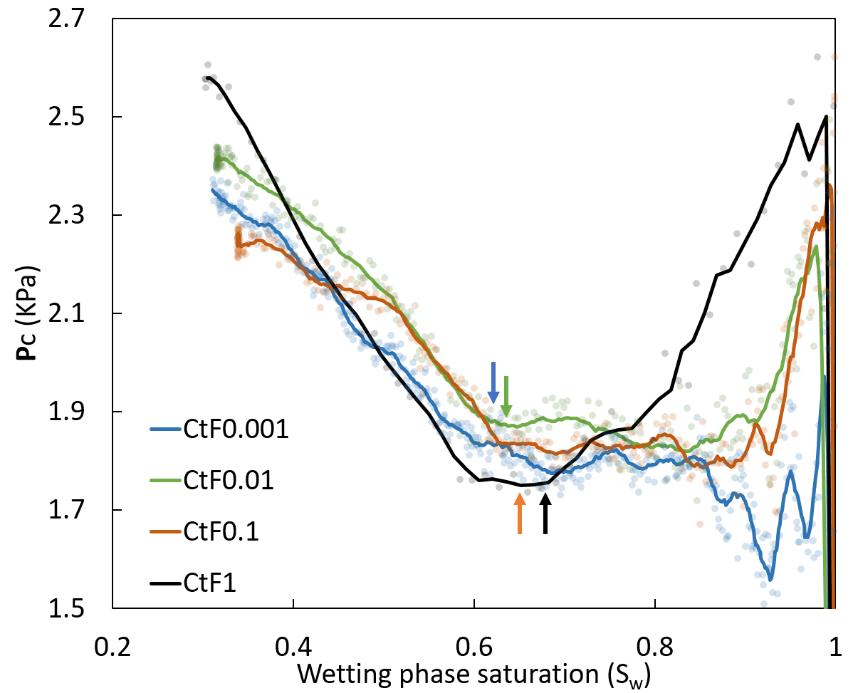 2.7
2.5
2.3
2.1
1.9
1.7
1.5
Pc (KPa)
CtF0.001
CtF0.01
CtF0.1
CtF1
0.2 0.4 0.6 0.8 1
Wetting phase saturation (Sw)